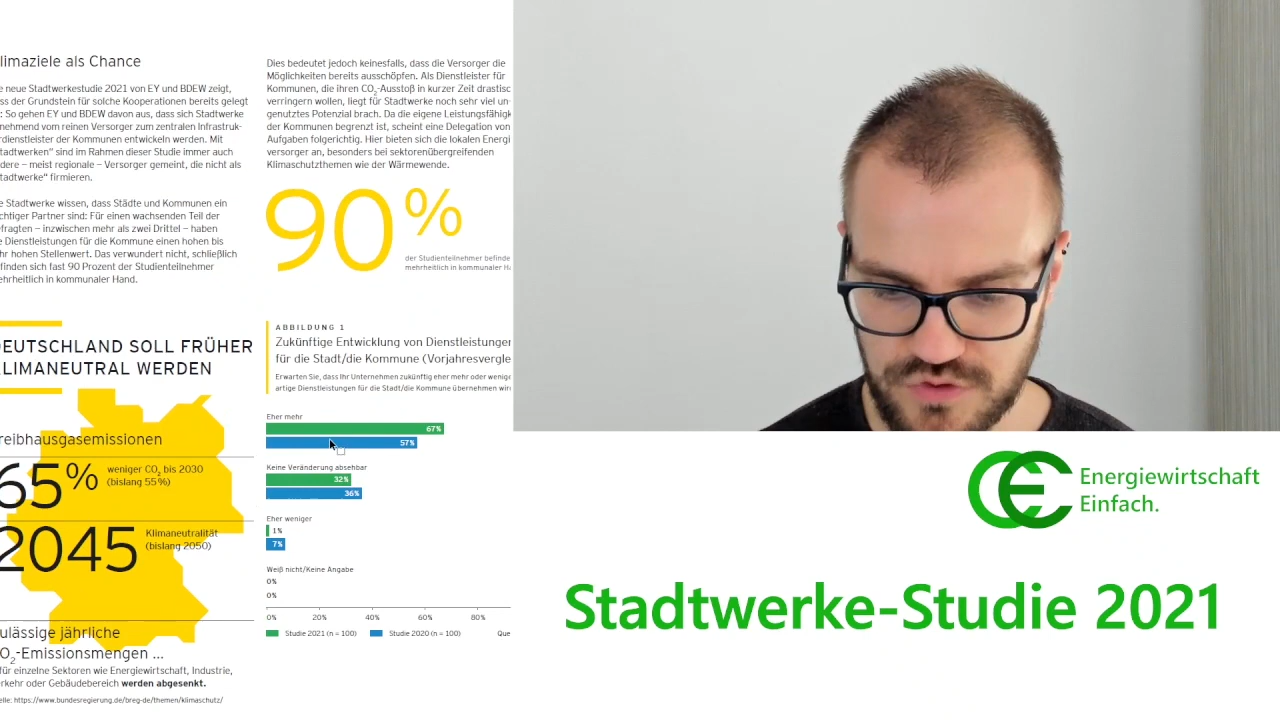 limaziele als Chance
e neue Stadtwerkestudie 2021 von EY und BDEW zeigt,
ss der Grundstein für solche Kooperationen bereits gelegt
: So gehen EY und BDEW davon aus, dass sich Stadtwerke
nehmend vom reinen Versorger zum zentralen Infrastruk-
rdienstleister der Kommunen entwickeln werden. Mit
tadtwerken" sind im Rahmen dieser Studie immer auch
dere – meist regionale – Versorger gemeint, die nicht als
tadtwerke" firmieren.
e Stadtwerke wissen, dass Städte und Kommunen ein
chtiger Partner sind: Für einen wachsenden Teil der
fragten – inzwischen mehr als zwei Drittel – haben
e Dienstleistungen für die Kommune einen hohen bis
hr hohen Stellenwert. Das verwundert nicht, schließlich
finden sich fast 90 Prozent der Studienteilnehmer
ehrheitlich in kommunaler Hand.
DEUTSCHLAND SOLL FRÜHER
KLIMANEUTRAL WERDEN
reibhausgasemissionen
65%
weniger CO2 bis 2030
(bislang 55%)
2045
Klimaneutralität
(bislang 2050)
ulässige jährliche
O2-Emissionsmengen ...
für einzelne Sektoren wie Energiewirtschaft, Industrie,
rkehr oder Gebäudebereich werden abgesenkt.
elle: https://www.bundesregierung.de/breg-de/themen/klimaschutz/
Dies bedeutet jedoch keinesfalls, dass die Versorger die
Möglichkeiten bereits ausschöpfen. Als Dienstleister für
Kommunen, die ihren CO2-Ausstoß in kurzer Zeit drastisc
verringern wollen, liegt für Stadtwerke noch sehr viel un-
genutztes Potenzial brach. Da die eigene Leistungsfähigk
der Kommunen begrenzt ist, scheint eine Delegation von
Aufgaben folgerichtig. Hier bieten sich die lokalen Energi
versorger an, besonders bei sektorenübergreifenden
Klimaschutzthemen wie der Wärmewende.
90%
der Studienteilnehmer befinde
mehrheitlich in kommunaler Ha
ABBILDUNG 1
Zukünftige Entwicklung von Dienstleistunger
für die Stadt/die Kommune (Vorjahresvergle
Erwarten Sie, dass Ihr Unternehmen zukünftig eher mehr oder wenige
artige Dienstleistungen für die Stadt/die Kommune übernehmen wir
Eher mehr
67%
57%
Keine Veränderung absehbar
32%
36%
Eher weniger
1%
7%
Weiß nicht/Keine Angabe
0%
0%
0% 20% 40% 60% 80%
Studie 2021 (n = 100) Studie 2020 (n = 100) Que
Energiewirtschaft
Einfach.
Stadtwerke-Studie 2021